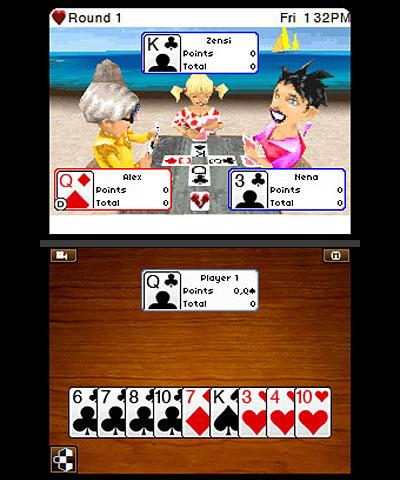 Round 1
Fri 1 32PM
K
Zensi
Points 0
Total 0
Q
Alex
Points 0
Total 0
D
3
Nena
Points 0
Total 0
Q
Player 1
Points 0,Q♠
Total 0
6 7 8 10 7 K 3 4 10